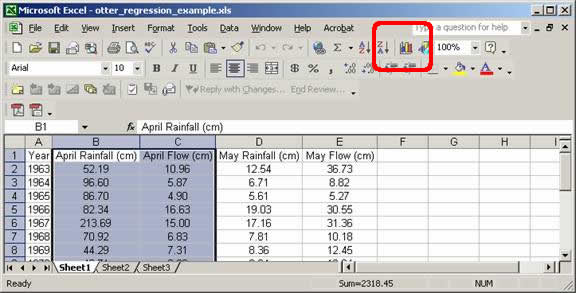 Microsoft Excel - otter_regression_example.xls
File Edit View Insert Format Tools Data Window Help Acrobat Type a question for help
Σ 100%
Arial 10 B I U $ % ,
Reply with Changes... End Review...
B1 fx April Rainfall (cm)
A B C D E F G H I
1 Year April Rainfall (cm) April Flow (cm) May Rainfall (cm) May Flow (cm)
2 1963 52.19 10.96 12.54 36.73
3 1964 96.60 5.87 6.71 8.82
4 1965 86.70 4.90 5.61 5.27
5 1966 82.34 16.63 19.03 30.55
6 1967 213.69 15.00 17.16 31.36
7 1968 70.92 6.83 7.81 10.18
8 1969 44.29 7.31 8.36 12.45
Sheet1 Sheet2 Sheet3
Ready Sum=2318.45 NUM